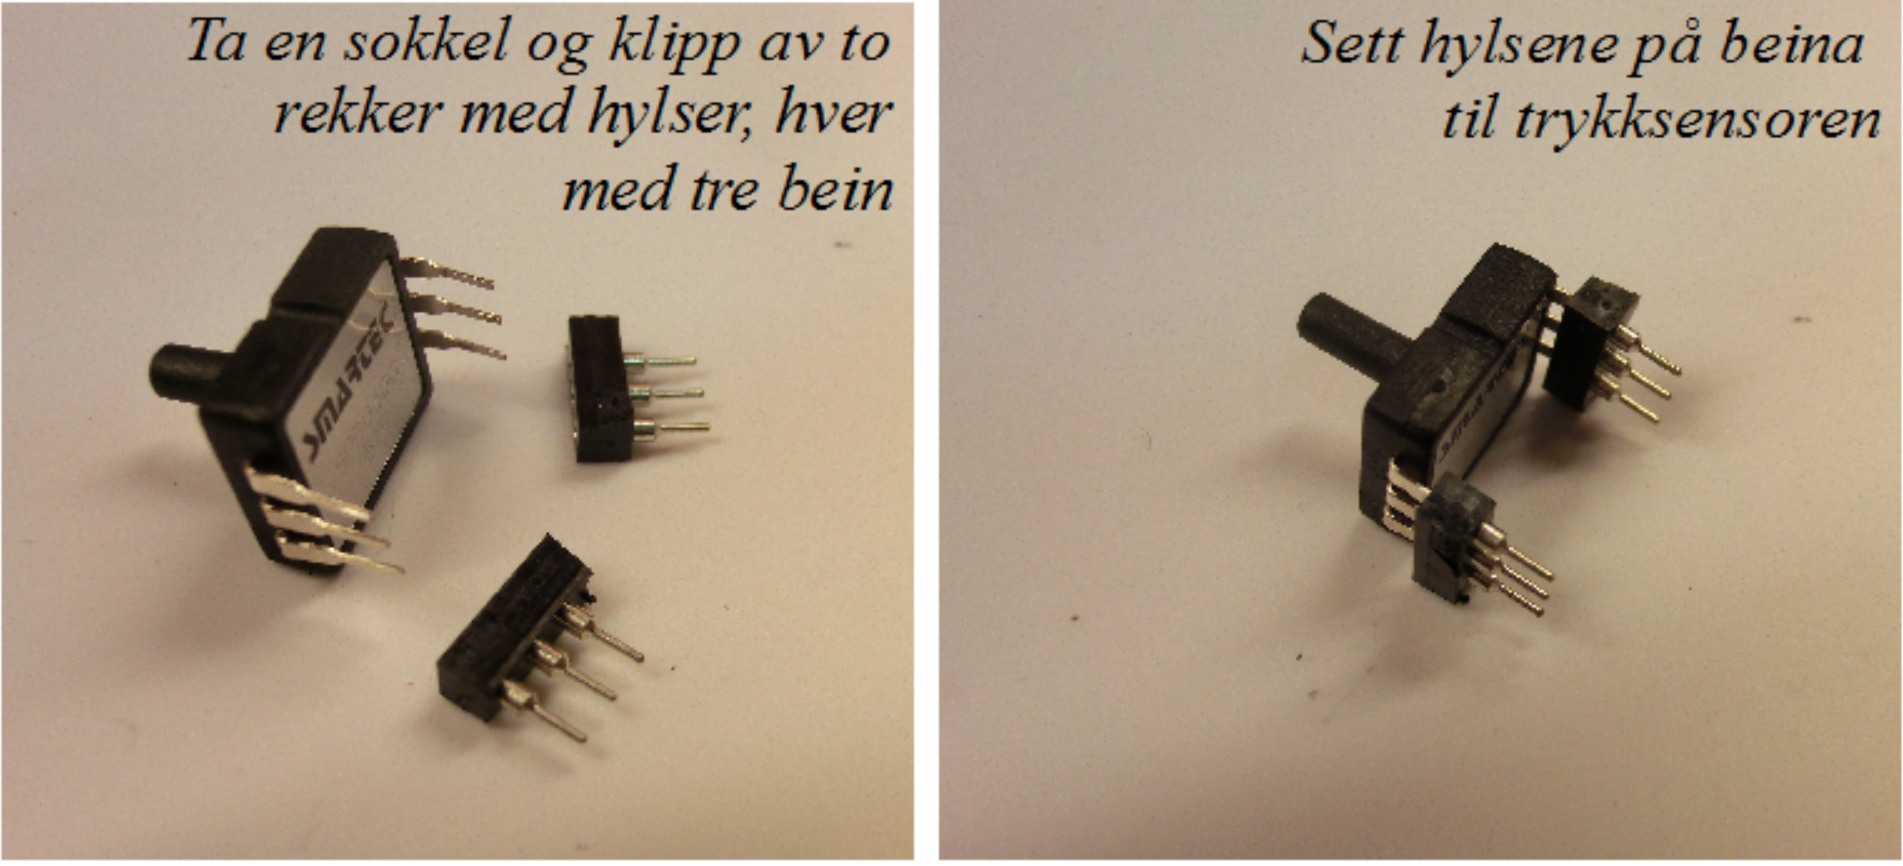 Ta en sokkel og klipp av to
rekker med hylser, hver
med tre bein
Sett hylsene på beina
til trykksensoren